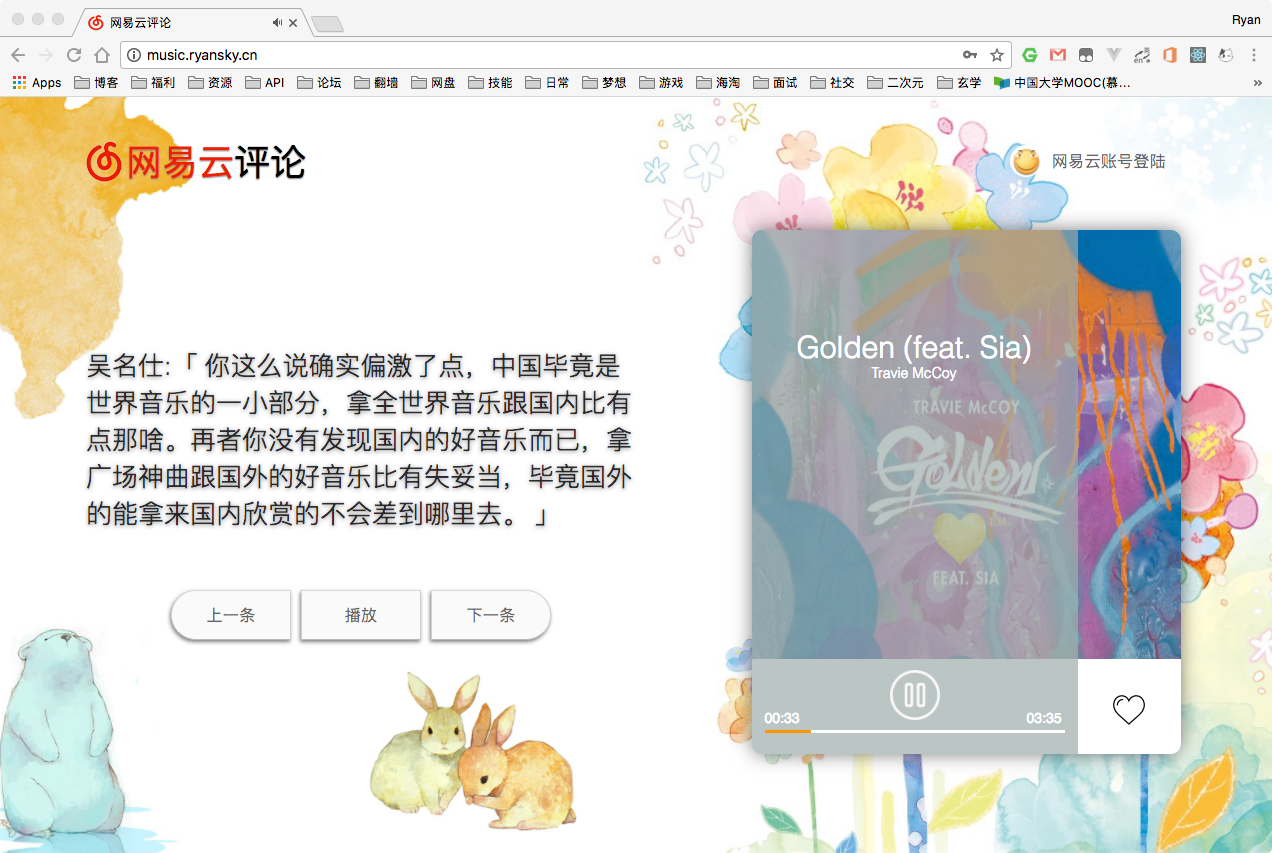 网易云评论
Ryan
music.ryansky.cn
Apps 博客 福利 资源 API 论坛 翻墙 网盘 技能 日常 梦想 游戏 海淘 面试 社交 二次元 玄学 中国大学MOOC(慕... »
网易云评论
网易云账号登陆
吴名仕:「 你这么说确实偏激了点，中国毕竟是
世界音乐的一小部分，拿全世界音乐跟国内比有
点那啥。再者你没有发现国内的好音乐而已，拿
广场神曲跟国外的好音乐比有失妥当，毕竟国外
的能拿来国内欣赏的不会差到哪里去。 」
上一条 播放 下一条
Golden (feat. Sia)
Travie McCoy
TRAVIE McCOY
GOLDEN
TM
FEAT. SIA
00:33 03:35